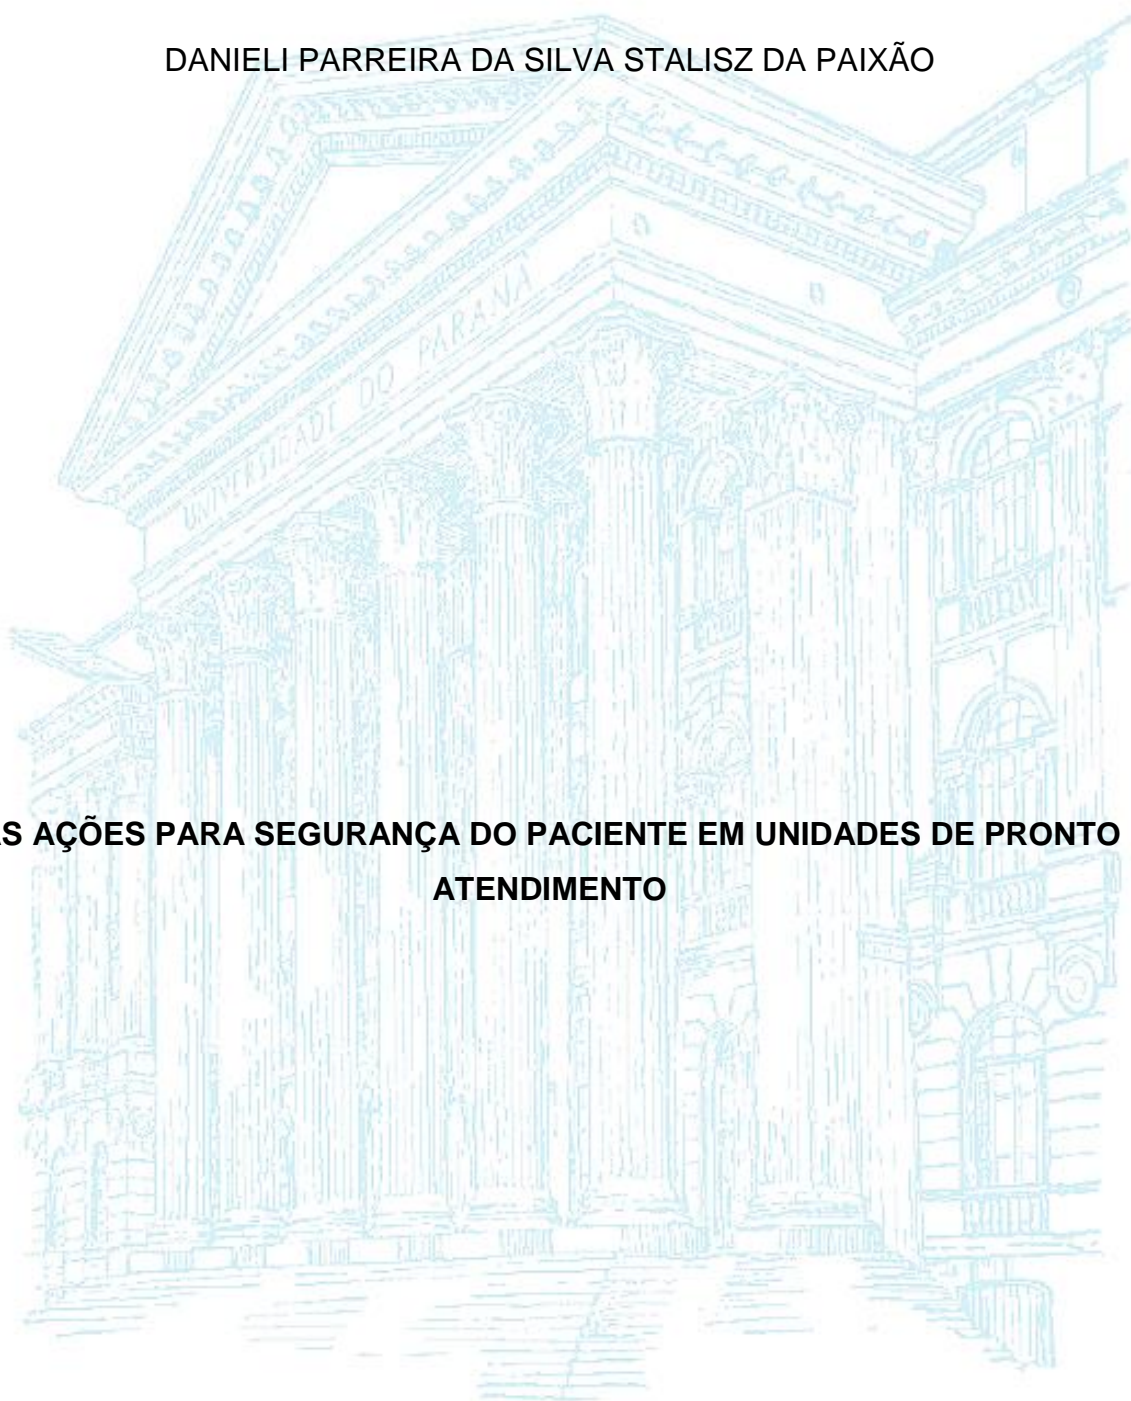 DANIELI PARREIRA DA SILVA STALISZ DA PAIXÃO
UNIVERSIDADE DO PARANÁ
AÇÕES PARA SEGURANÇA DO PACIENTE EM UNIDADES DE PRONTO
ATENDIMENTO